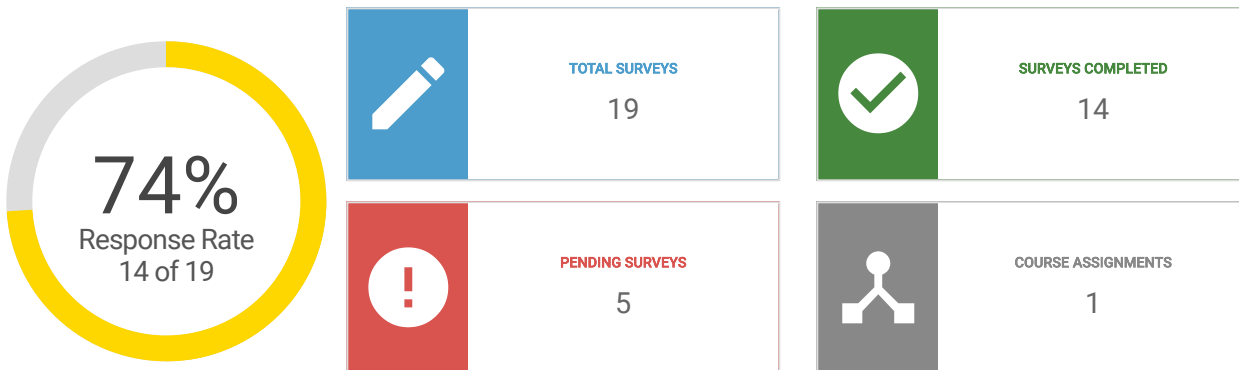 74%
Response Rate
14 of 19
TOTAL SURVEYS
19
SURVEYS COMPLETED
14
PENDING SURVEYS
5
COURSE ASSIGNMENTS
1